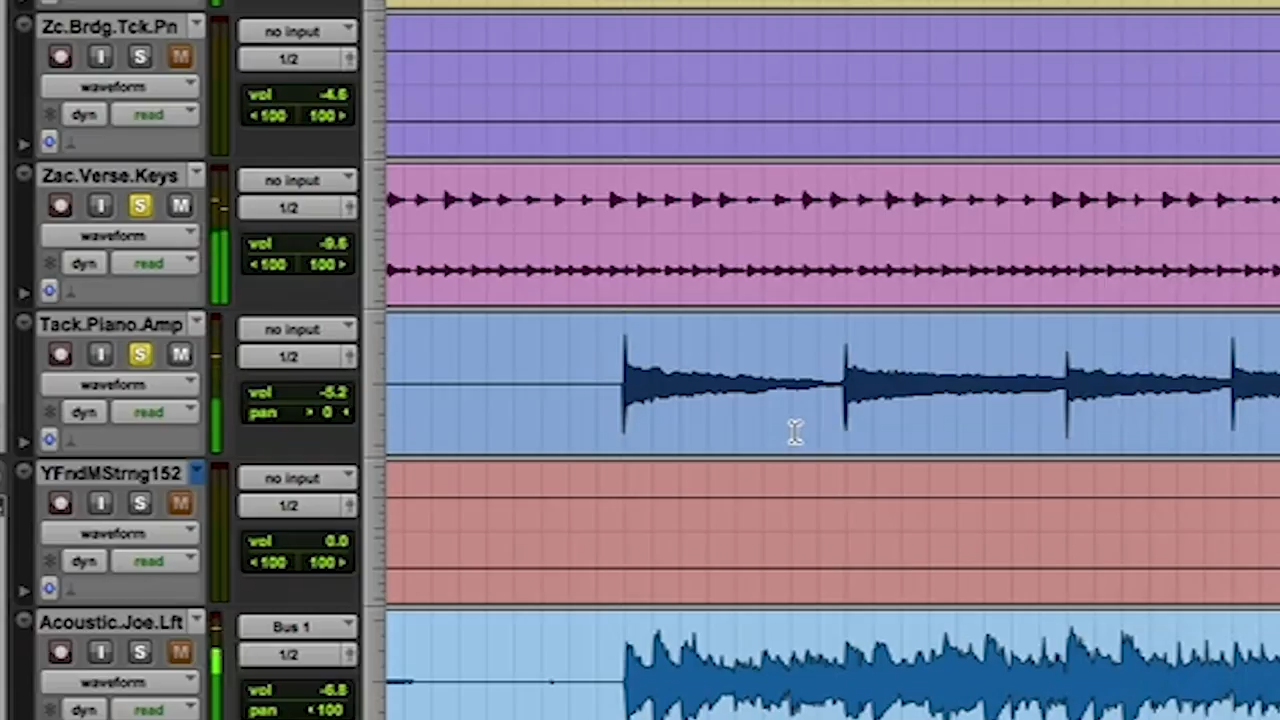 Zc.Brdg.Tck.Pn
no input
I S M
1/2
waveform
vol -4.6
dyn read
100 100
Zac.Verse.Keys
no input
I S M
1/2
waveform
vol -9.6
dyn read
100 100
Tack.Piano.Amp
no input
I S M
1/2
waveform
vol -5.2
dyn read
pan 0
YFndMStrng152
no input
I S M
1/2
waveform
vol 0.0
dyn read
100 100
Acoustic.Joe.Lft
Bus 1
I S M
1/2
waveform
vol -6.8
dyn read
pan 100